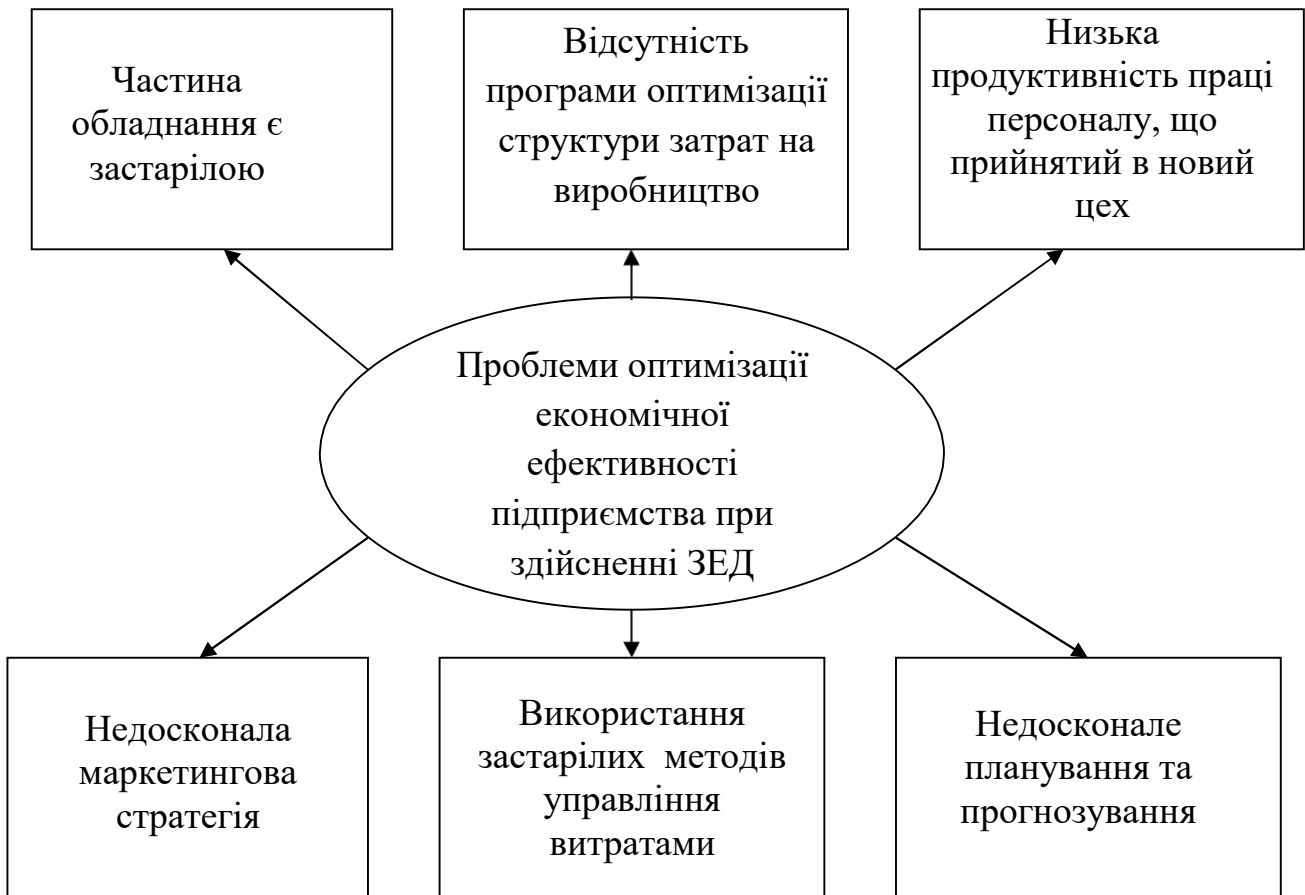 Частина
обладнання є
застарілою
Відсутність
програми оптимізації
структури затрат на
виробництво
Низька
продуктивність праці
персоналу, що
прийнятий в новий
цех
Проблеми оптимізації
економічної
ефективності
підприємства при
здійсненні ЗЕД
Недосконала
маркетингова
стратегія
Використання
застарілих методів
управління
витратами
Недосконале
планування та
прогнозування